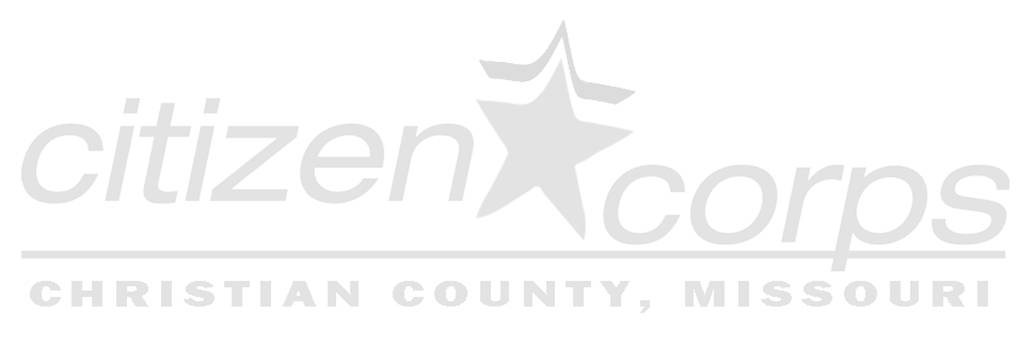 citizen corps
CHRISTIAN COUNTY, MISSOURI